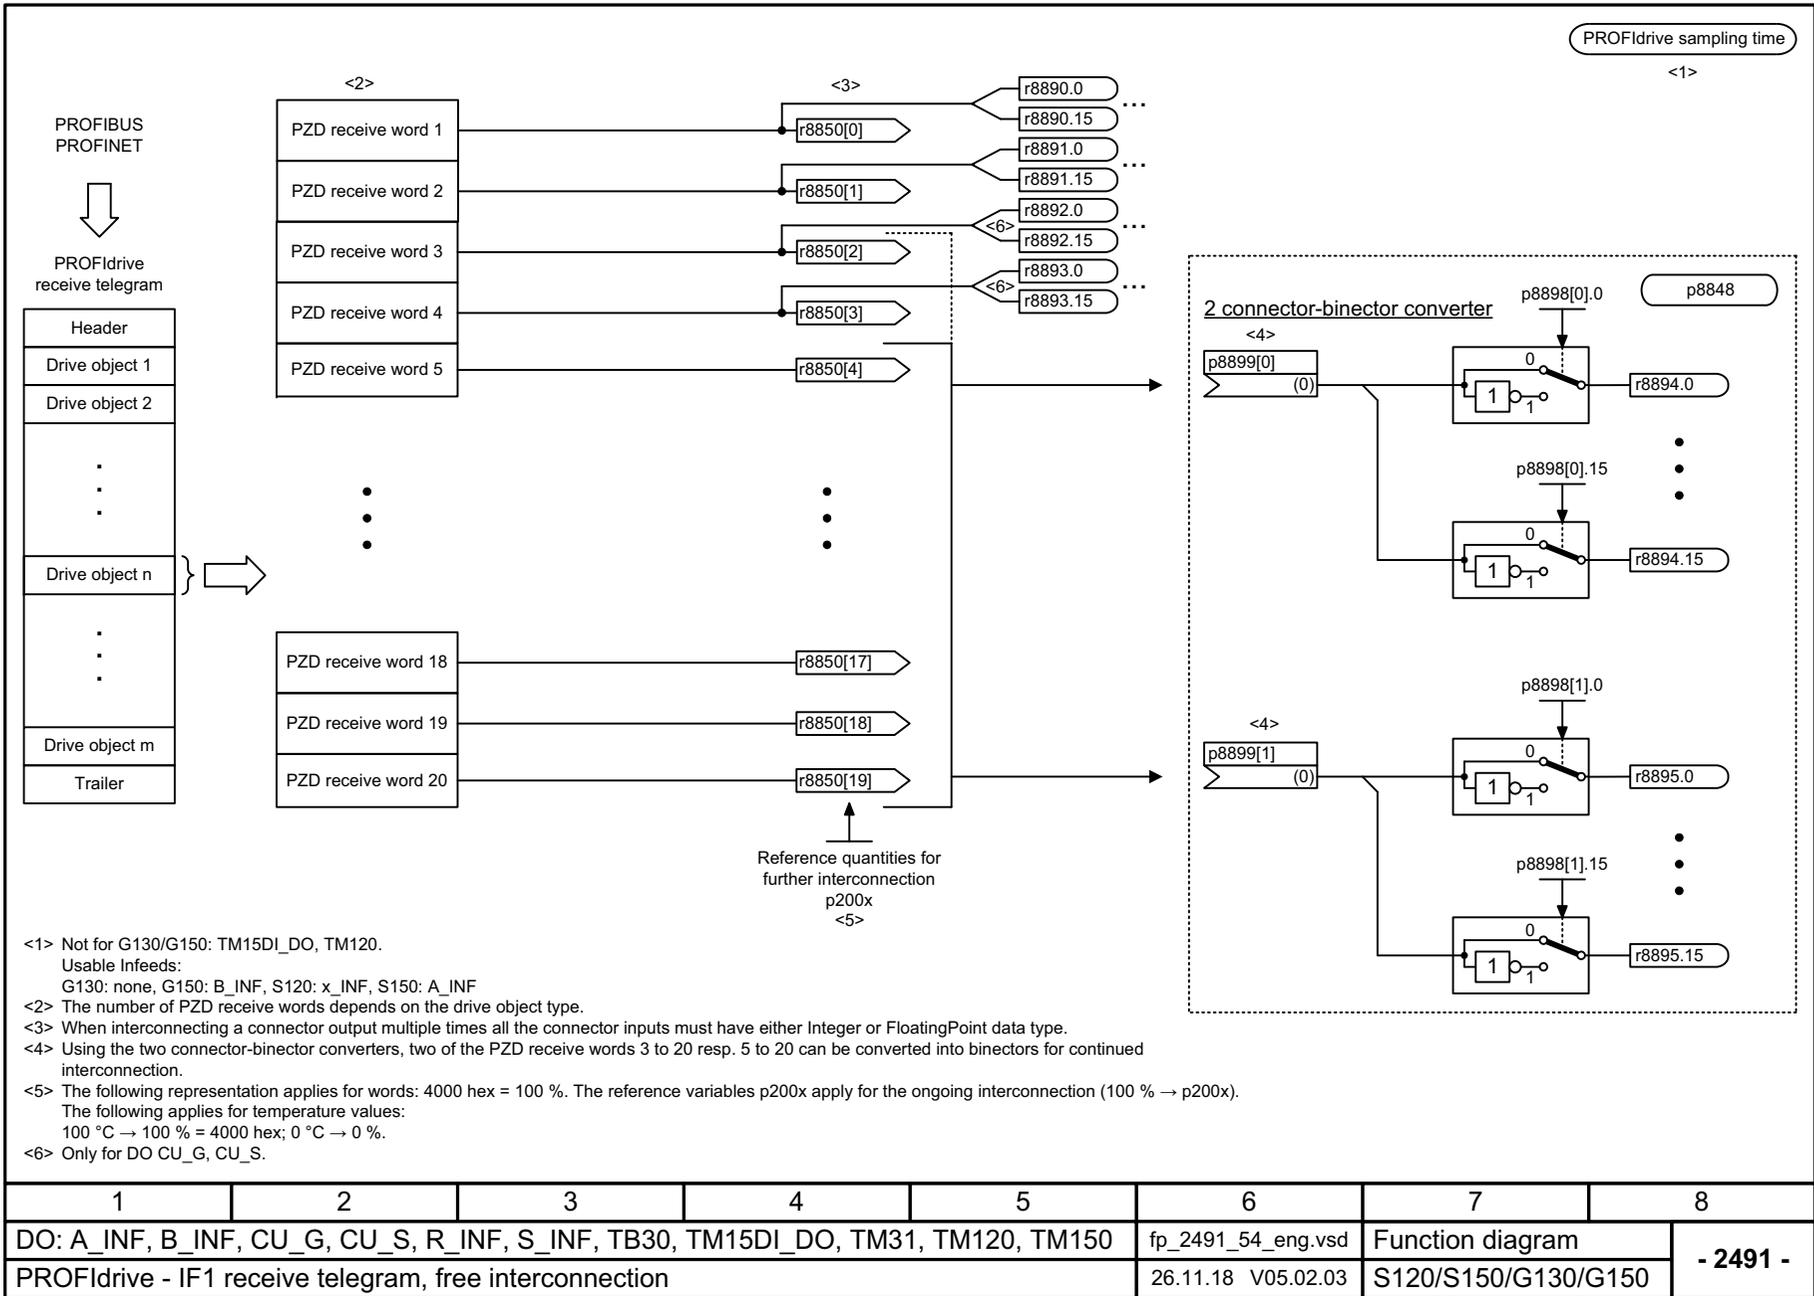 PROFIdrive sampling time
<1>
<2>
<3>
PROFIBUS
PROFINET
PROFIdrive
receive telegram
Header
Drive object 1
Drive object 2
Drive object n
Drive object m
Trailer
PZD receive word 1
PZD receive word 2
PZD receive word 3
PZD receive word 4
PZD receive word 5
PZD receive word 18
PZD receive word 19
PZD receive word 20
r8850[0]
r8850[1]
r8850[2]
r8850[3]
r8850[4]
r8850[17]
r8850[18]
r8850[19]
Reference quantities for
further interconnection
p200x
<5>
r8890.0
...
r8890.15
r8891.0
...
r8891.15
r8892.0
<6>
...
r8892.15
r8893.0
<6>
...
r8893.15
2 connector-binector converter
p8848
<4>
p8899[0]
(0)
p8898[0].0
0
1
1
r8894.0
p8898[0].15
0
1
1
r8894.15
<4>
p8899[1]
(0)
p8898[1].0
0
1
1
r8895.0
p8898[1].15
0
1
1
r8895.15
<1> Not for G130/G150: TM15DI_DO, TM120.
Usable Infeeds:
G130: none, G150: B_INF, S120: x_INF, S150: A_INF
<2> The number of PZD receive words depends on the drive object type.
<3> When interconnecting a connector output multiple times all the connector inputs must have either Integer or FloatingPoint data type.
<4> Using the two connector-binector converters, two of the PZD receive words 3 to 20 resp. 5 to 20 can be converted into binectors for continued
interconnection.
<5> The following representation applies for words: 4000 hex = 100 %. The reference variables p200x apply for the ongoing interconnection (100 % → p200x).
The following applies for temperature values:
100 °C → 100 % = 4000 hex; 0 °C → 0 %.
<6> Only for DO CU_G, CU_S.
1 2 3 4 5 6 7 8
DO: A_INF, B_INF, CU_G, CU_S, R_INF, S_INF, TB30, TM15DI_DO, TM31, TM120, TM150
fp_2491_54_eng.vsd
Function diagram
- 2491 -
PROFIdrive - IF1 receive telegram, free interconnection
26.11.18 V05.02.03
S120/S150/G130/G150